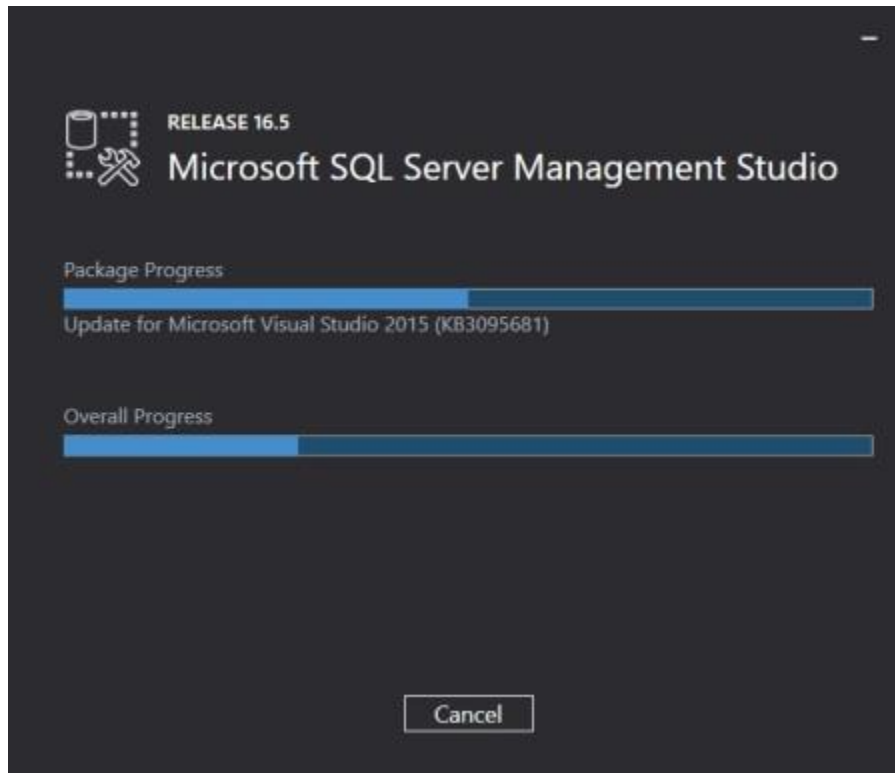 RELEASE 16.5
Microsoft SQL Server Management Studio
Package Progress
Update for Microsoft Visual Studio 2015 (KB3095681)
Overall Progress
Cancel